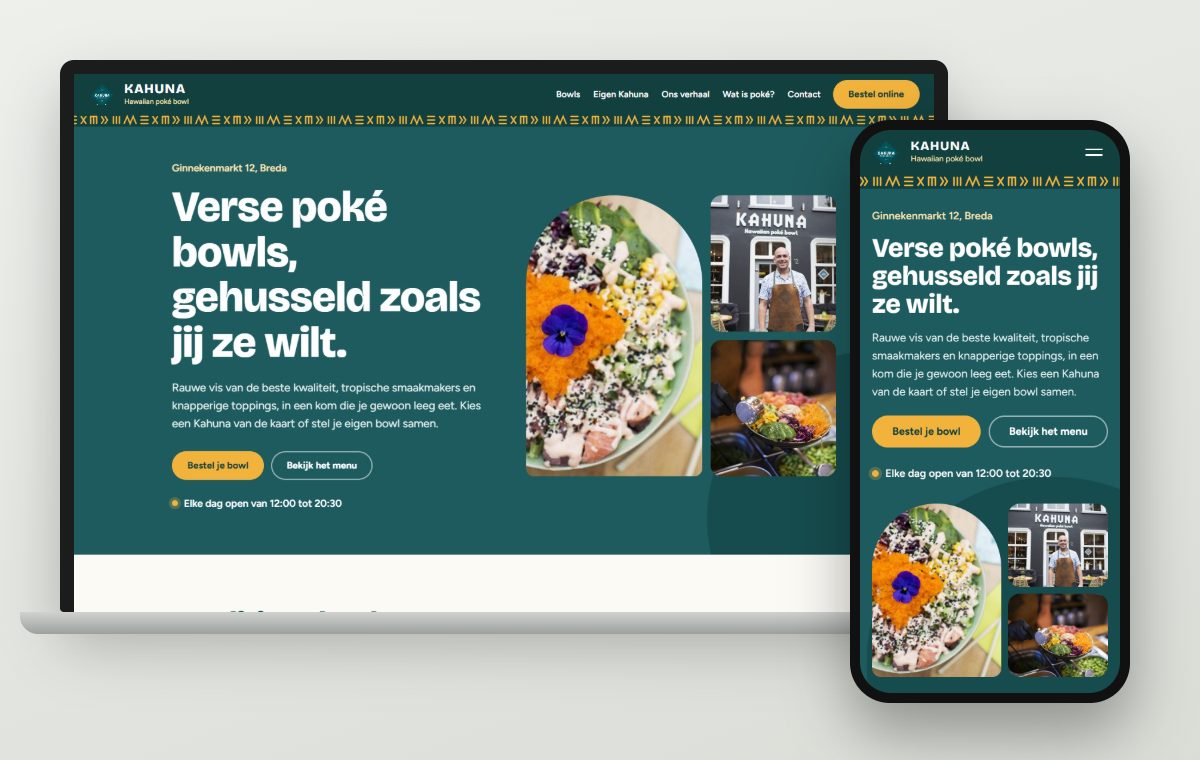 KAHUNA
Hawaiian poké bowl
Bowls Eigen Kahuna Ons verhaal Wat is poké? Contact Bestel online
Ginnekenmarkt 12, Breda
Verse poké
bowls,
gehusseld zoals
jij ze wilt.
Rauwe vis van de beste kwaliteit, tropische smaakmakers en
knapperige toppings, in een kom die je gewoon leeg eet. Kies
een Kahuna van de kaart of stel je eigen bowl samen.
Bestel je bowl Bekijk het menu
Elke dag open van 12:00 tot 20:30
KAHUNA
Hawaiian poké bowl
KAHUNA
Hawaiian poké bowl
Ginnekenmarkt 12, Breda
Verse poké bowls,
gehusseld zoals jij
ze wilt.
Rauwe vis van de beste kwaliteit, tropische
smaakmakers en knapperige toppings, in een
kom die je gewoon leeg eet. Kies een Kahuna
van de kaart of stel je eigen bowl samen.
Bestel je bowl Bekijk het menu
Elke dag open van 12:00 tot 20:30
KAHUNA